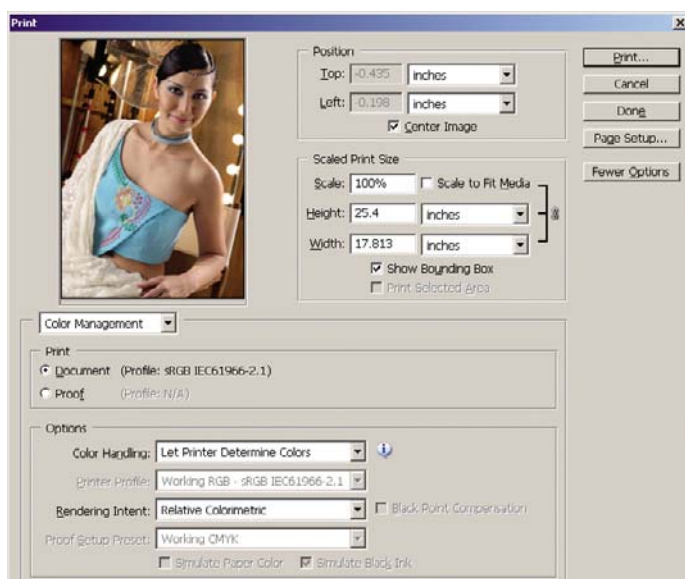 Print
Position
Top: -0.435 inches
Left: -0.198 inches
Center Image
Scaled Print Size
Scale: 100% Scale to Fit Media
Height: 25.4 inches
Width: 17.813 inches
Show Bounding Box
Print Selected Area
Print...
Cancel
Done
Page Setup...
Fewer Options
Color Management
Print
Document (Profile: sRGB IEC61966-2.1)
Proof (Profile: N/A)
Options
Color Handling: Let Printer Determine Colors
Printer Profile: Working RGB - sRGB IEC61966-2.1
Rendering Intent: Relative Colorimetric Black Point Compensation
Proof Setup Preset: Working CMYK
Simulate Paper Color Simulate Black Ink